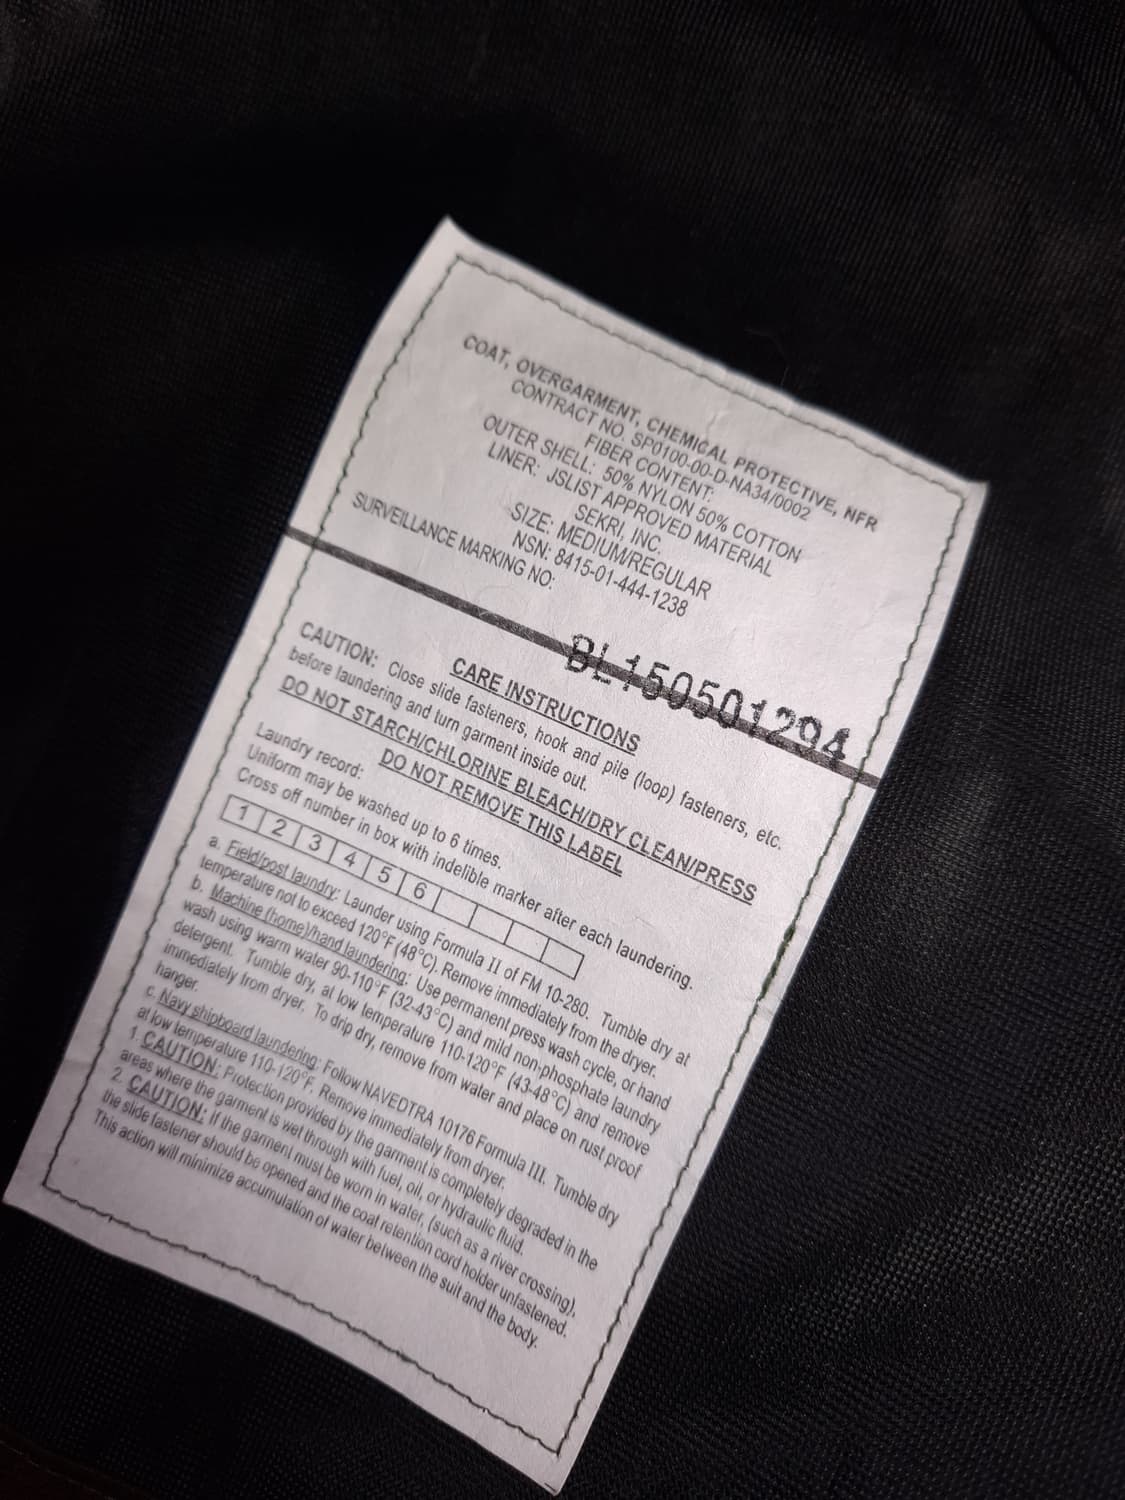 COAT, OVERGARMENT, CHEMICAL PROTECTIVE, NFR
CONTRACT NO. SP0100-00-D-NA34/0002
FIBER CONTENT:
OUTER SHELL: 50% NYLON 50% COTTON
LINER: JSLIST APPROVED MATERIAL
SEKRI, INC.
SIZE: MEDIUM/REGULAR
NSN: 8415-01-444-1238
SURVEILLANCE MARKING NO:
BL150501294
CARE INSTRUCTIONS
CAUTION: Close slide fasteners, hook and pile (loop) fasteners, etc.
before laundering and turn garment inside out.
DO NOT STARCH/CHLORINE BLEACH/DRY CLEAN/PRESS
DO NOT REMOVE THIS LABEL
Laundry record:
Uniform may be washed up to 6 times.
Cross off number in box with indelible marker after each laundering.
1 2 3 4 5 6
a. Field/post laundry: Launder using Formula II of FM 10-280. Tumble dry at
temperature not to exceed 120°F (48°C). Remove immediately from the dryer.
b. Machine (home)/hand laundering: Use permanent press wash cycle, or hand
wash using warm water 90-110°F (32-43°C) and mild non-phosphate laundry
detergent. Tumble dry, at low temperature 110-120°F (43-48°C) and remove
immediately from dryer. To drip dry, remove from water and place on rust proof
hanger.
c. Navy shipboard laundering: Follow NAVEDTRA 10176 Formula III. Tumble dry
at low temperature 110-120°F. Remove immediately from dryer.
1. CAUTION: Protection provided by the garment is completely degraded in the
areas where the garment is wet through with fuel, oil, or hydraulic fluid.
2. CAUTION: If the garment must be worn in water, (such as a river crossing),
the slide fastener should be opened and the coat retention cord holder unfastened.
This action will minimize accumulation of water between the suit and the body.